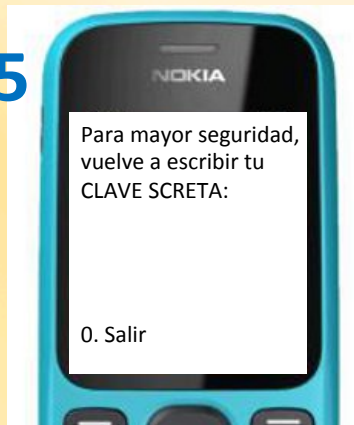 5
NOKIA
Para mayor seguridad,
vuelve a escribir tu
CLAVE SCRETA:
0. Salir